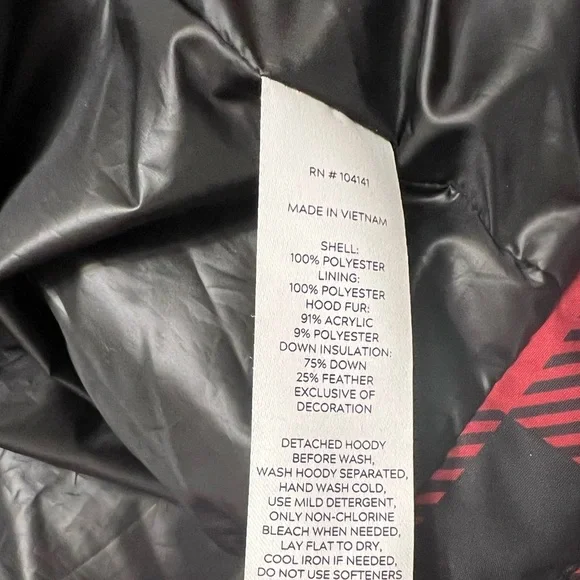 RN # 104141
MADE IN VIETNAM
SHELL:
100% POLYESTER
LINING:
100% POLYESTER
HOOD FUR:
91% ACRYLIC
9% POLYESTER
DOWN INSULATION:
75% DOWN
25% FEATHER
EXCLUSIVE OF
DECORATION
DETACHED HOODY
BEFORE WASH,
WASH HOODY SEPARATED,
HAND WASH COLD,
USE MILD DETERGENT,
ONLY NON-CHLORINE
BLEACH WHEN NEEDED,
LAY FLAT TO DRY,
COOL IRON IF NEEDED,
DO NOT USE SOFTENERS